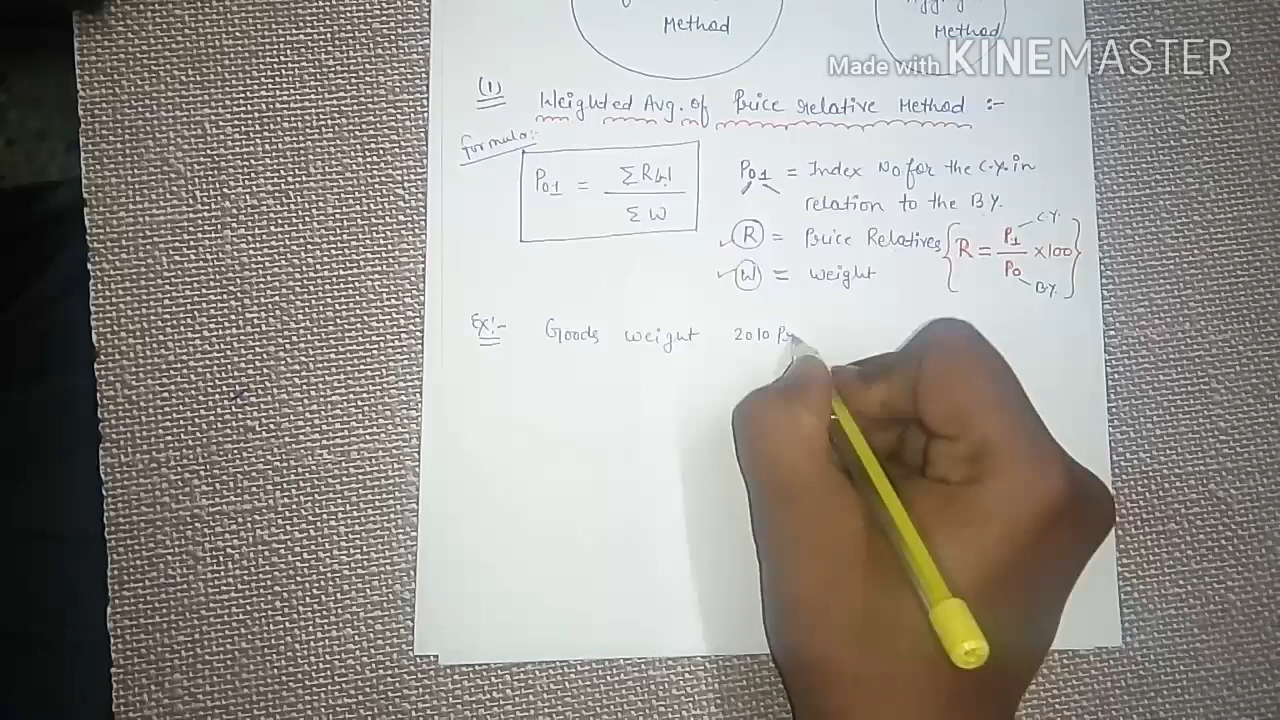 Method
Method
Made with KINEMASTER
(1) Weighted Avg. of Price relative Method :-
Formula:-
P01 = ΣRW / ΣW
P01 = Index No for the C.Y. in
relation to the B.Y.
R = Price Relatives { R = P1 / P0 ×100 }
C.Y.
B.Y.
W = Weight
Ex:- Goods weight 2010